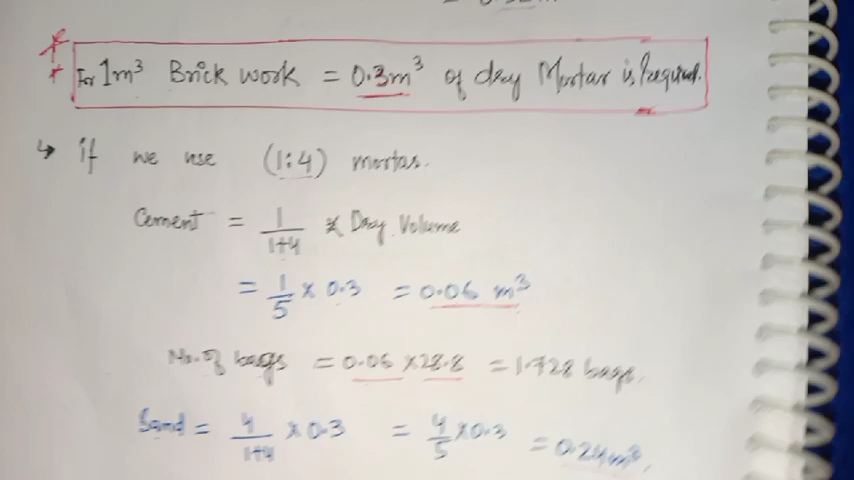 For 1m³ Brick work = 0.3m³ of dry Mortar is Required.
↳ if we use (1:4) mortar.
Cement = 1/(1+4) × Dry Volume
= 1/5 × 0.3 = 0.06 m³
No. of bags = 0.06 × 28.8 = 1.728 bags.
Sand = 4/(1+4) × 0.3 = 4/5 × 0.3 = 0.24m³.